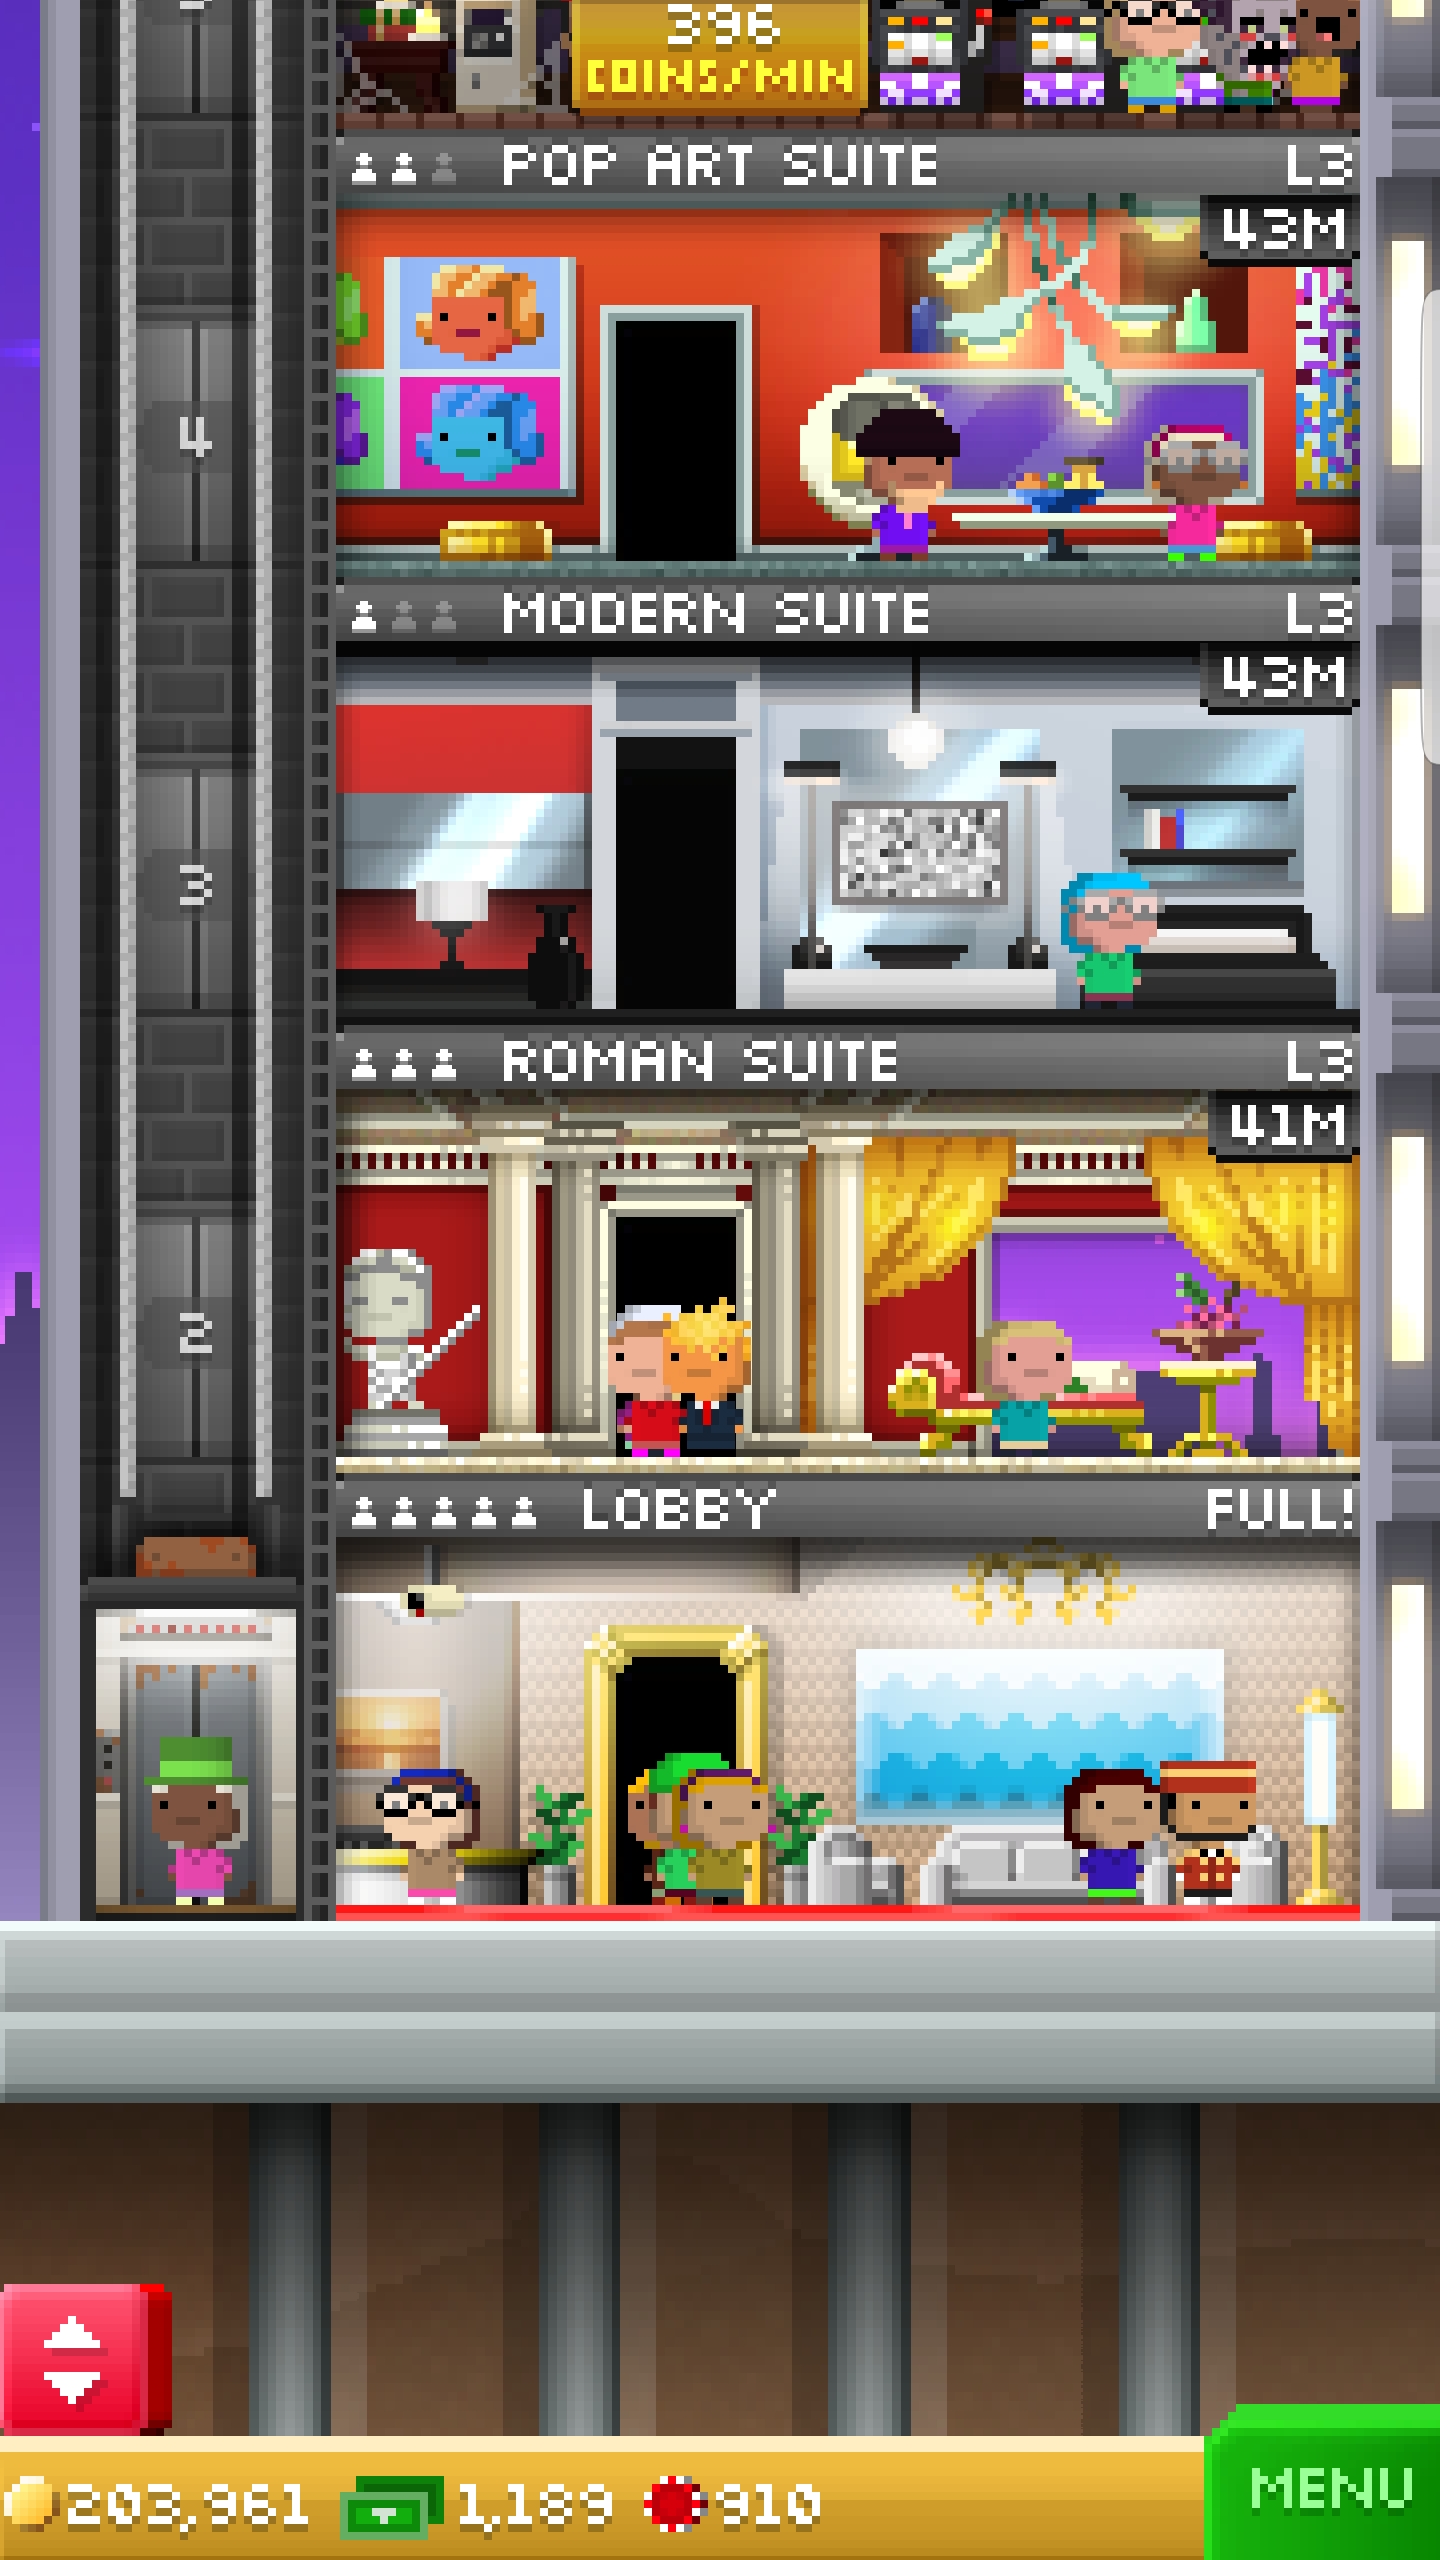 396
COINS/MIN
POP ART SUITE L3
43M
4
MODERN SUITE L3
43M
3
ROMAN SUITE L3
41M
2
LOBBY FULL!
203,961 1,189 910
MENU